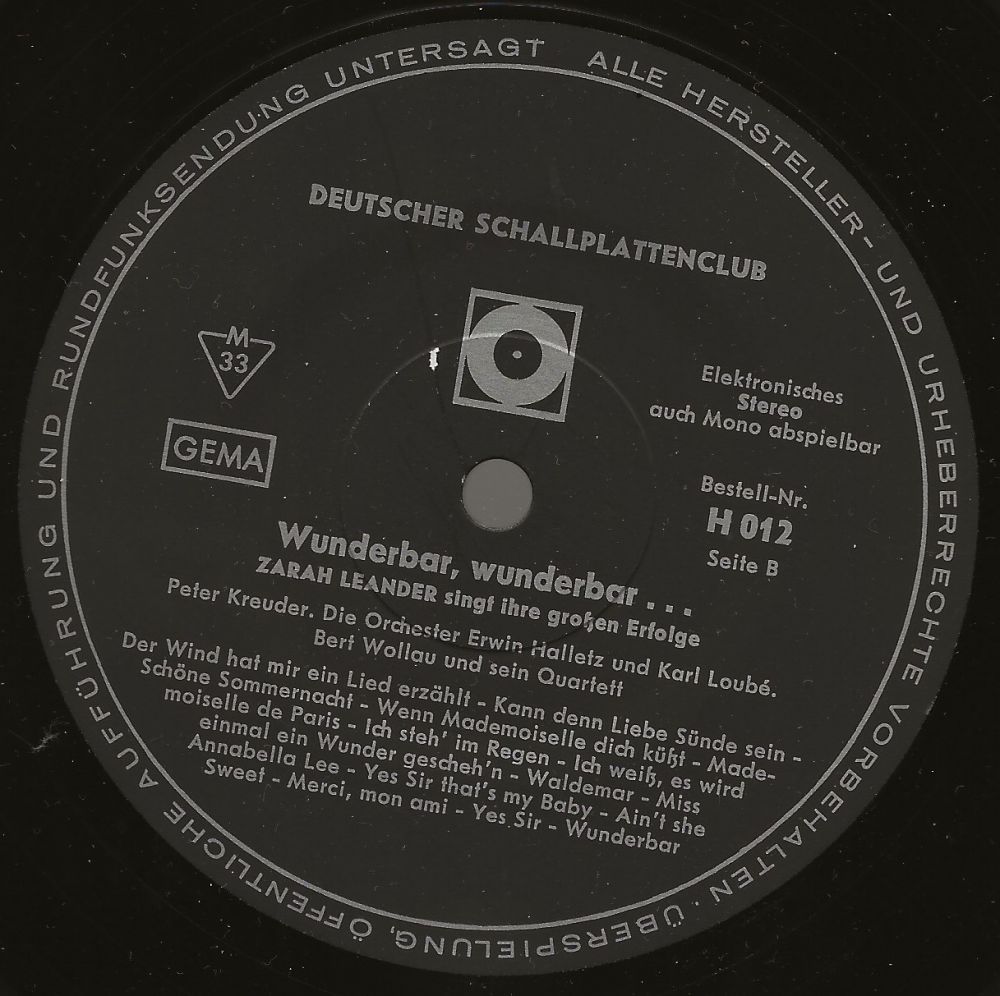 ALLE HERSTELLER- UND URHEBERRECHTE VORBEHALTEN · ÜBERSPIELUNG, ÖFFENTLICHE AUFFÜHRUNG UND RUNDFUNKSENDUNG UNTERSAGT
DEUTSCHER SCHALLPLATTENCLUB
M
33
GEMA
Elektronisches
Stereo
auch Mono abspielbar
Bestell-Nr.
H 012
Seite B
Wunderbar, wunderbar . . .
ZARAH LEANDER singt ihre großen Erfolge
Peter Kreuder. Die Orchester Erwin Halletz und Karl Loubé.
Bert Wollau und sein Quartett
Der Wind hat mir ein Lied erzählt - Kann denn Liebe Sünde sein -
Schöne Sommernacht - Wenn Mademoiselle dich küßt - Made-
moiselle de Paris - Ich steh' im Regen - Ich weiß, es wird
einmal ein Wunder gescheh'n - Waldemar - Miss
Annabella Lee - Yes Sir that's my Baby - Ain't she
Sweet - Merci, mon ami - Yes Sir - Wunderbar